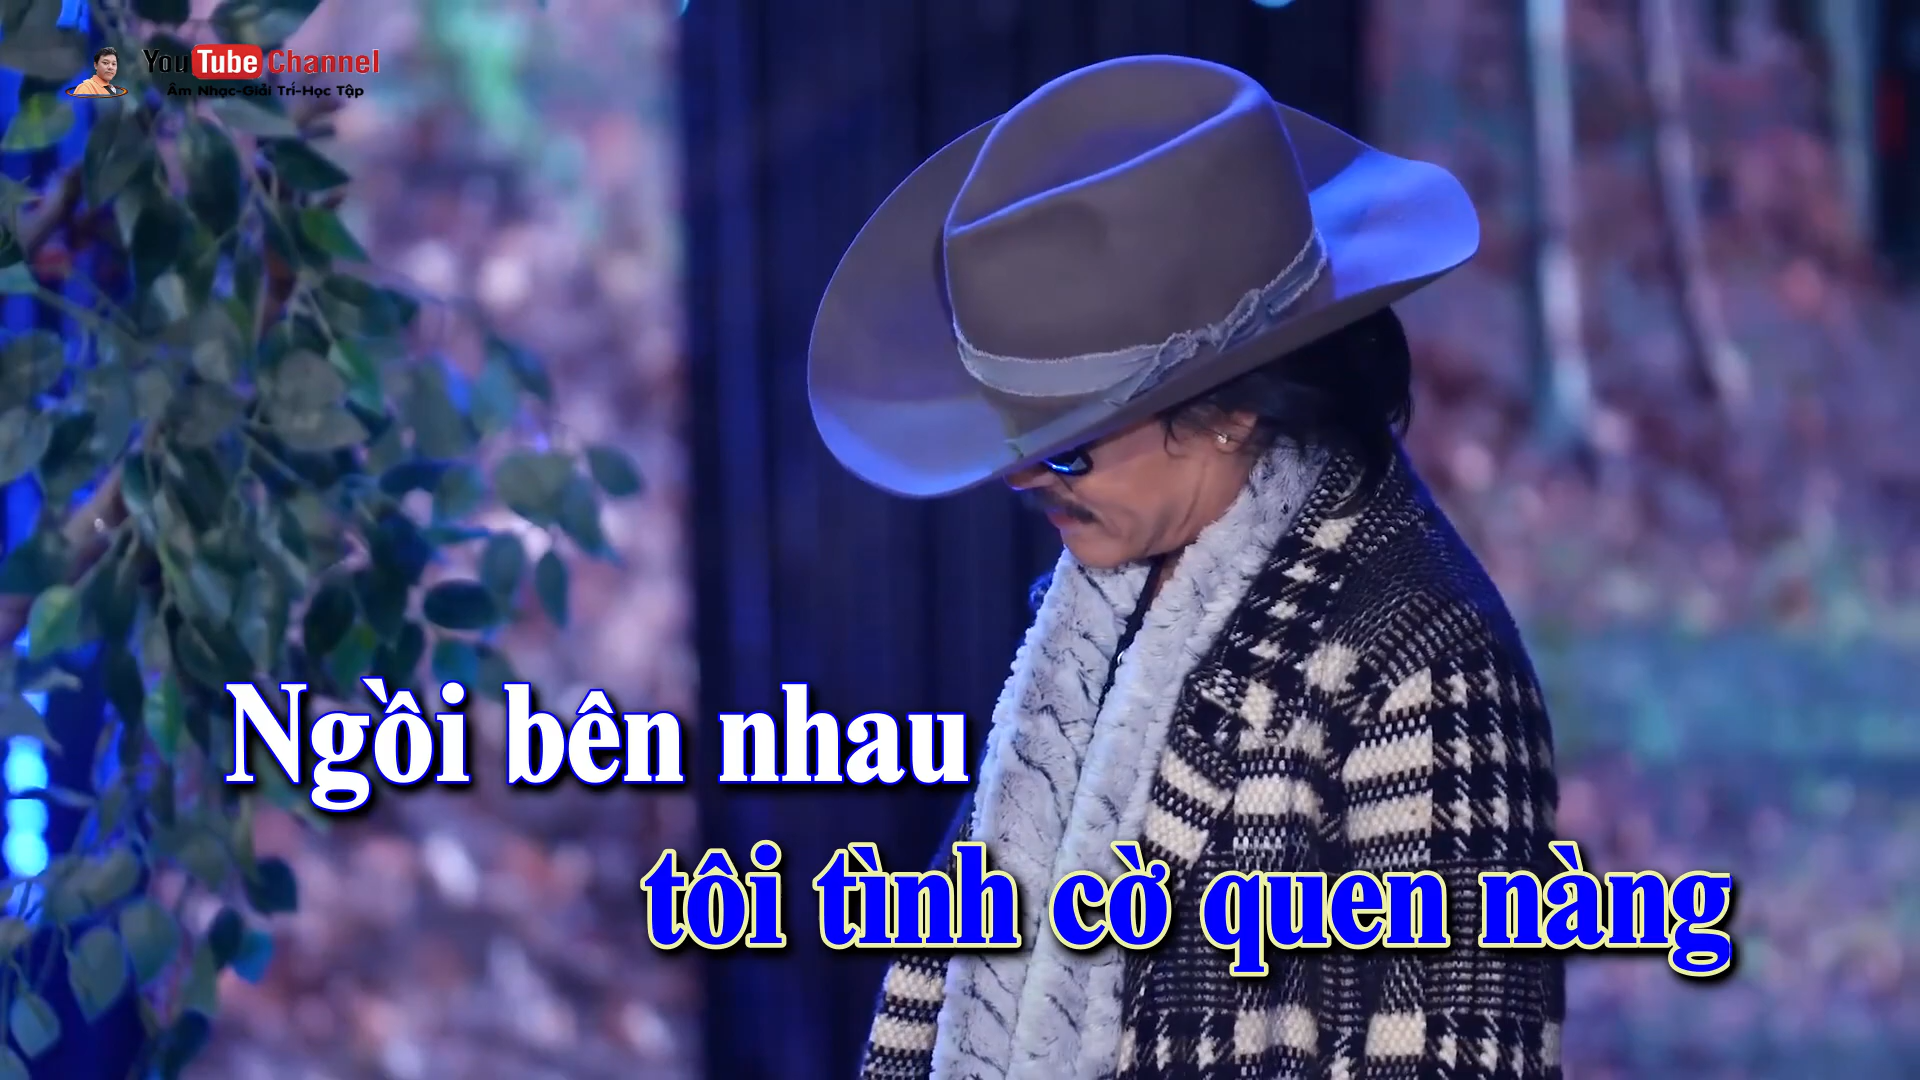 YouTube Channel
Âm Nhạc-Giải Trí-Học Tập
Ngồi bên nhau
tôi tình cờ quen nàng